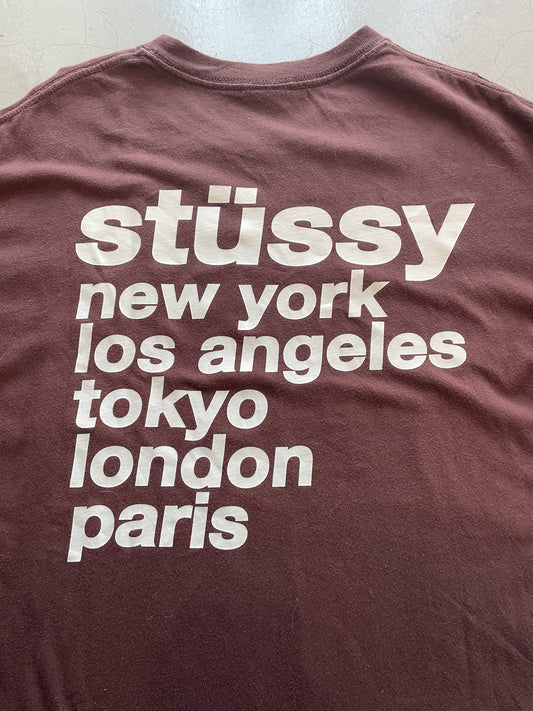 stüssy
new york
los angeles
tokyo
london
paris